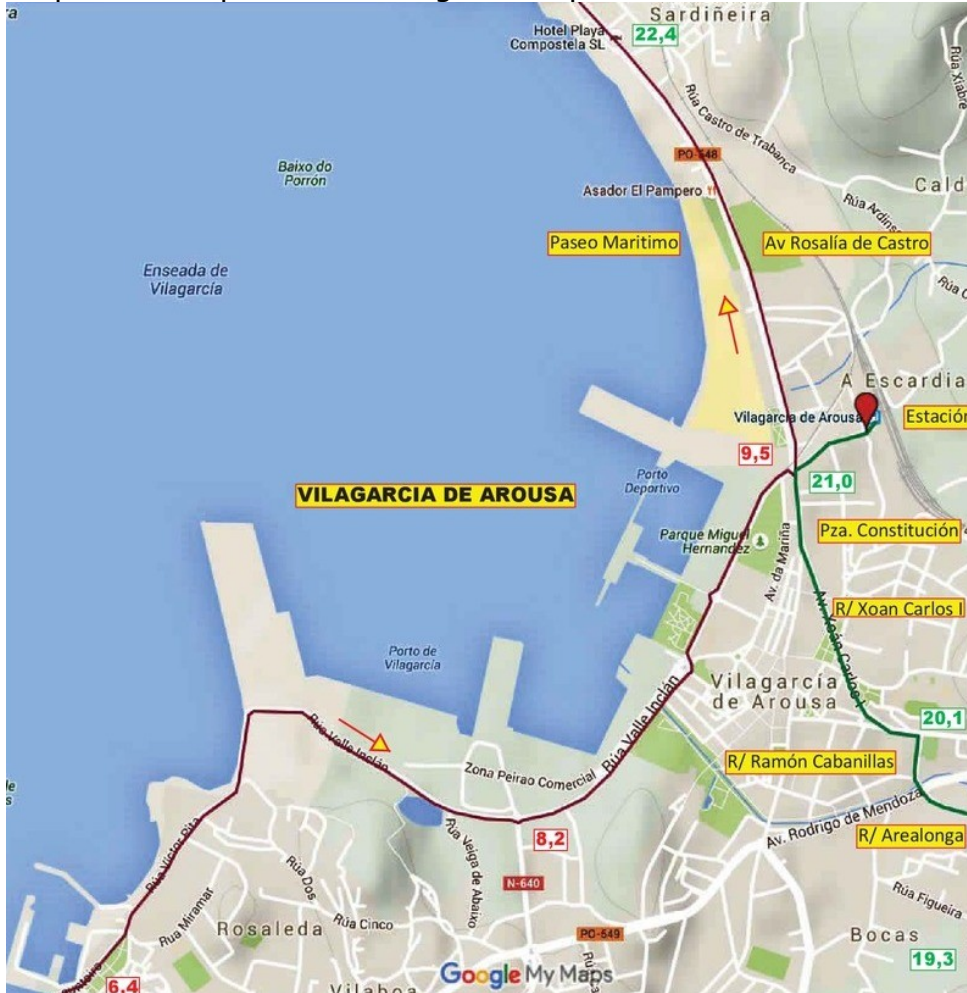 Sardiñeira
Hotel Playa
Compostela SL
22,4
Rúa Xiabre
Rúa Castro de Trabanca
PO-548
Baixo do
Porrón
Asador El Pampero
Cald
Rúa Ardins
Paseo Maritimo
Av Rosalía de Castro
Enseada de
Vilagarcía
A Escardia
Vilagarcia de Arousa
Estación
9,5
21,0
Porto
Deportivo
VILAGARCIA DE AROUSA
Parque Miguel
Hernandez
Av. da Mariña
Pza. Constitución
R/ Xoan Carlos I
Av. Xoán Carlos I
Porto de
Vilagarcía
Vilagarcía
de Arousa
20,1
Rúa Valle Inclán
Rúa Valle Inclán
Zona Peirao Comercial
R/ Ramón Cabanillas
Av. Rodrigo de Mendoza
R/ Arealonga
8,2
Rúa Víctor Pita
Rúa Veiga de Abaixo
Rúa Dos
Rua Miramar
Rúa Cinco
N-640
Rúa Figueira
Rosaleda
PO-549
Bocas
19,3
Google My Maps
6,4
Vilaboa